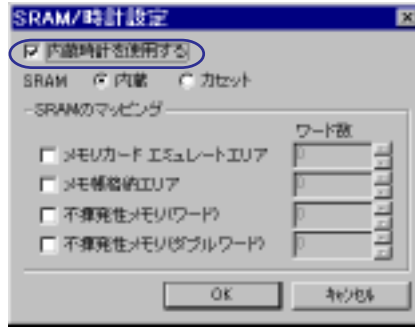 SRAM/時計設定
内蔵時計を使用する
SRAM 内蔵 カセット
SRAMのマッピング
ワード数
メモリカード エミュレートエリア 0
メモ帳格納エリア 0
不揮発性メモリ(ワード) 0
不揮発性メモリ(ダブルワード) 0
OK キャンセル